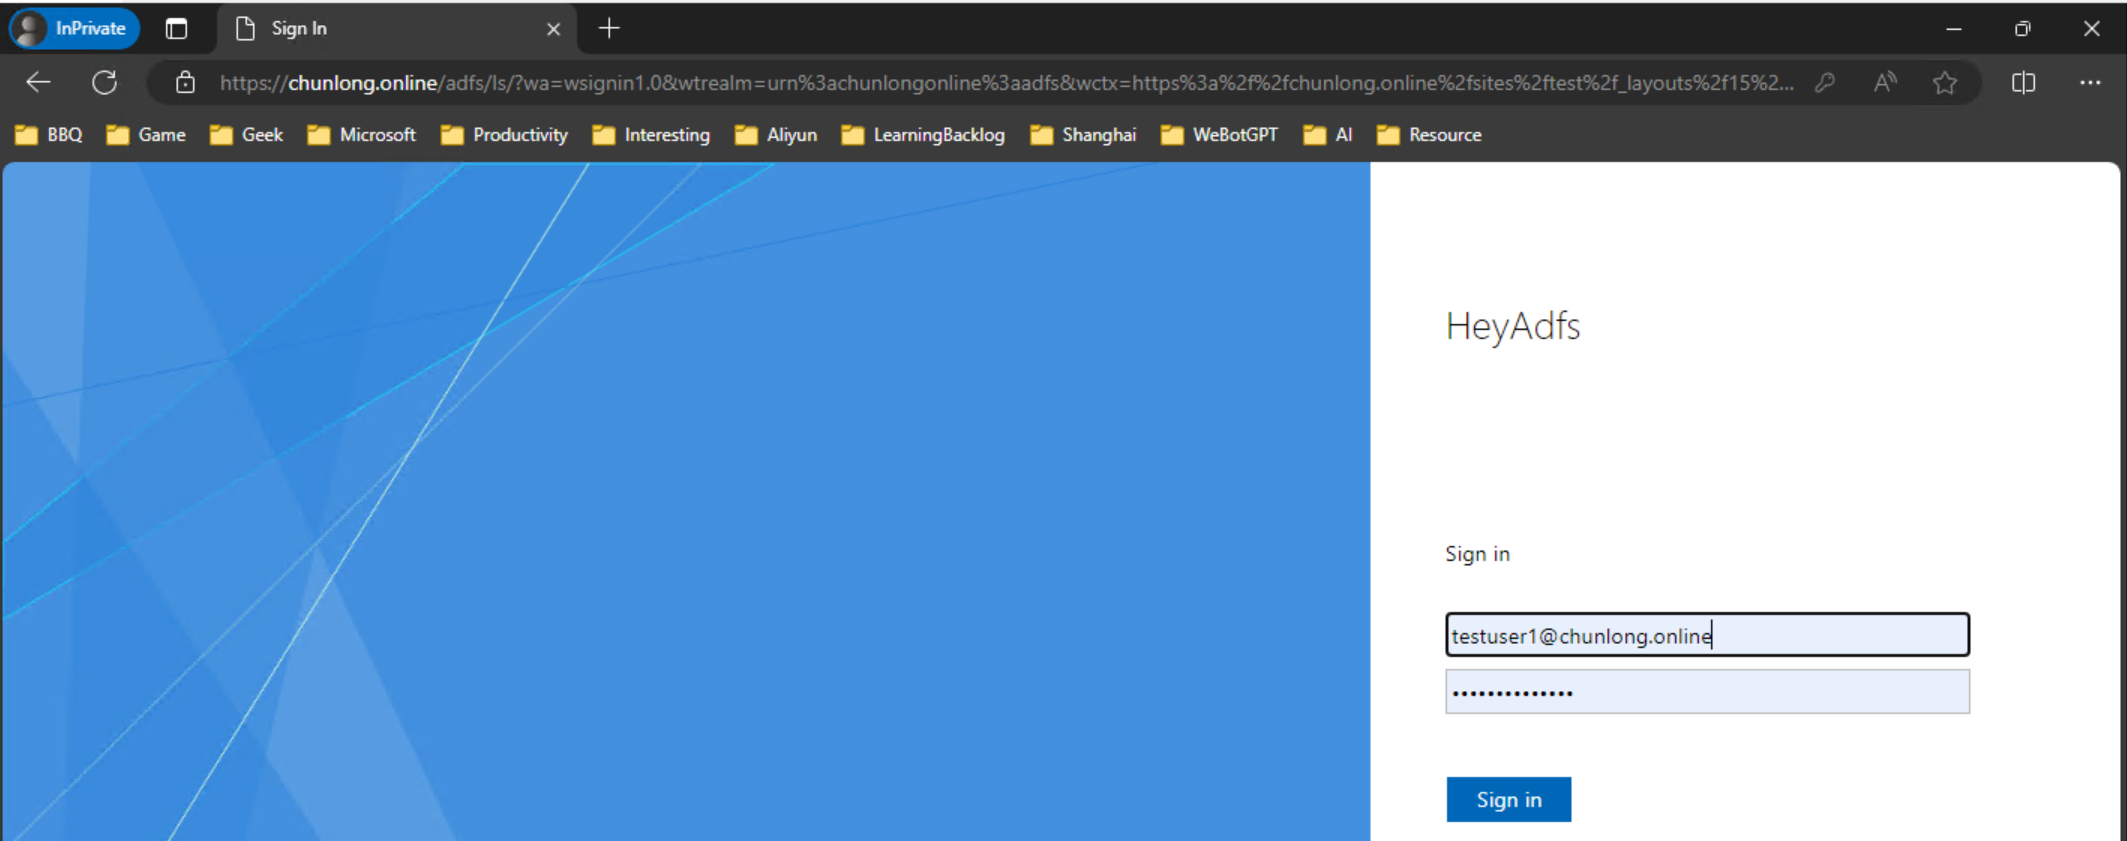 InPrivate
Sign In
https://chunlong.online/adfs/ls/?wa=wsignin1.0&wtrealm=urn%3achunlongonline%3aadfs&wctx=https%3a%2f%2fchunlong.online%2fsites%2ftest%2f_layouts%2f15%2...
BBQ Game Geek Microsoft Productivity Interesting Aliyun LearningBacklog Shanghai WeBotGPT AI Resource
HeyAdfs
Sign in
testuser1@chunlong.online
••••••••••••••
Sign in